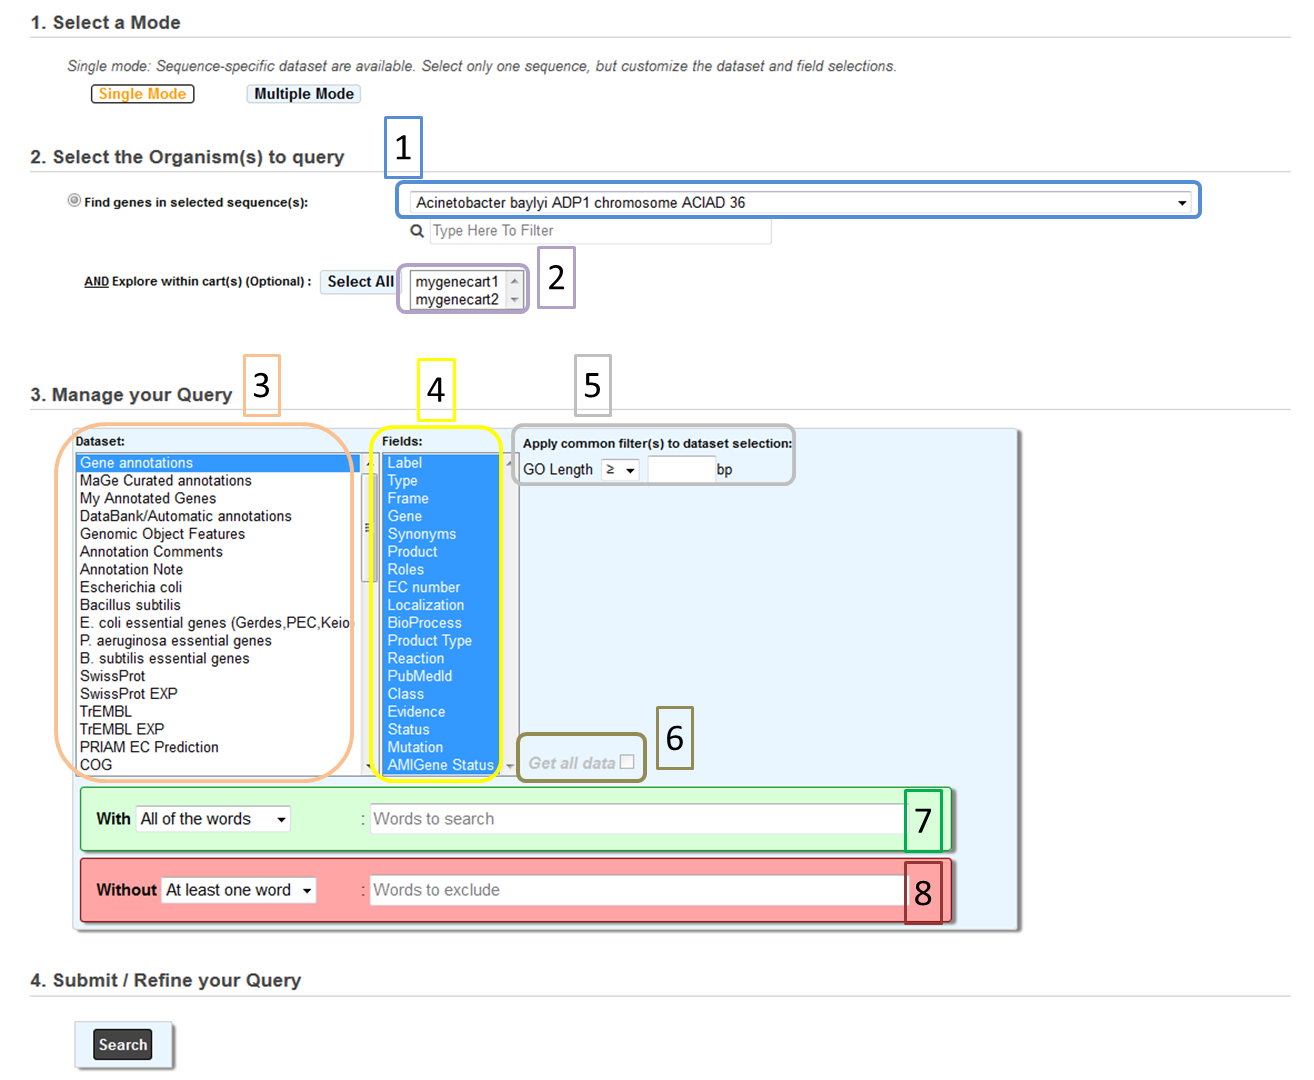 1. Select a Mode
Single mode: Sequence-specific dataset are available. Select only one sequence, but customize the dataset and field selections.
Single Mode
Multiple Mode
1
2. Select the Organism(s) to query
Find genes in selected sequence(s):
Acinetobacter baylyi ADP1 chromosome ACIAD 36
Type Here To Filter
2
AND Explore within cart(s) (Optional) :
Select All
mygenecart1
mygenecart2
3. Manage your Query
3
4
5
Dataset:
Gene annotations
MaGe Curated annotations
My Annotated Genes
DataBank/Automatic annotations
Genomic Object Features
Annotation Comments
Annotation Note
Escherichia coli
Bacillus subtilis
E. coli essential genes (Gerdes,PEC,Keio
P. aeruginosa essential genes
B. subtilis essential genes
SwissProt
SwissProt EXP
TrEMBL
TrEMBL EXP
PRIAM EC Prediction
COG
Fields:
Label
Type
Frame
Gene
Synonyms
Product
Roles
EC number
Localization
BioProcess
Product Type
Reaction
PubMedId
Class
Evidence
Status
Mutation
AMIGene Status
Apply common filter(s) to dataset selection:
GO Length ≥ bp
6
Get all data
With All of the words : Words to search
7
Without At least one word : Words to exclude
8
4. Submit / Refine your Query
Search